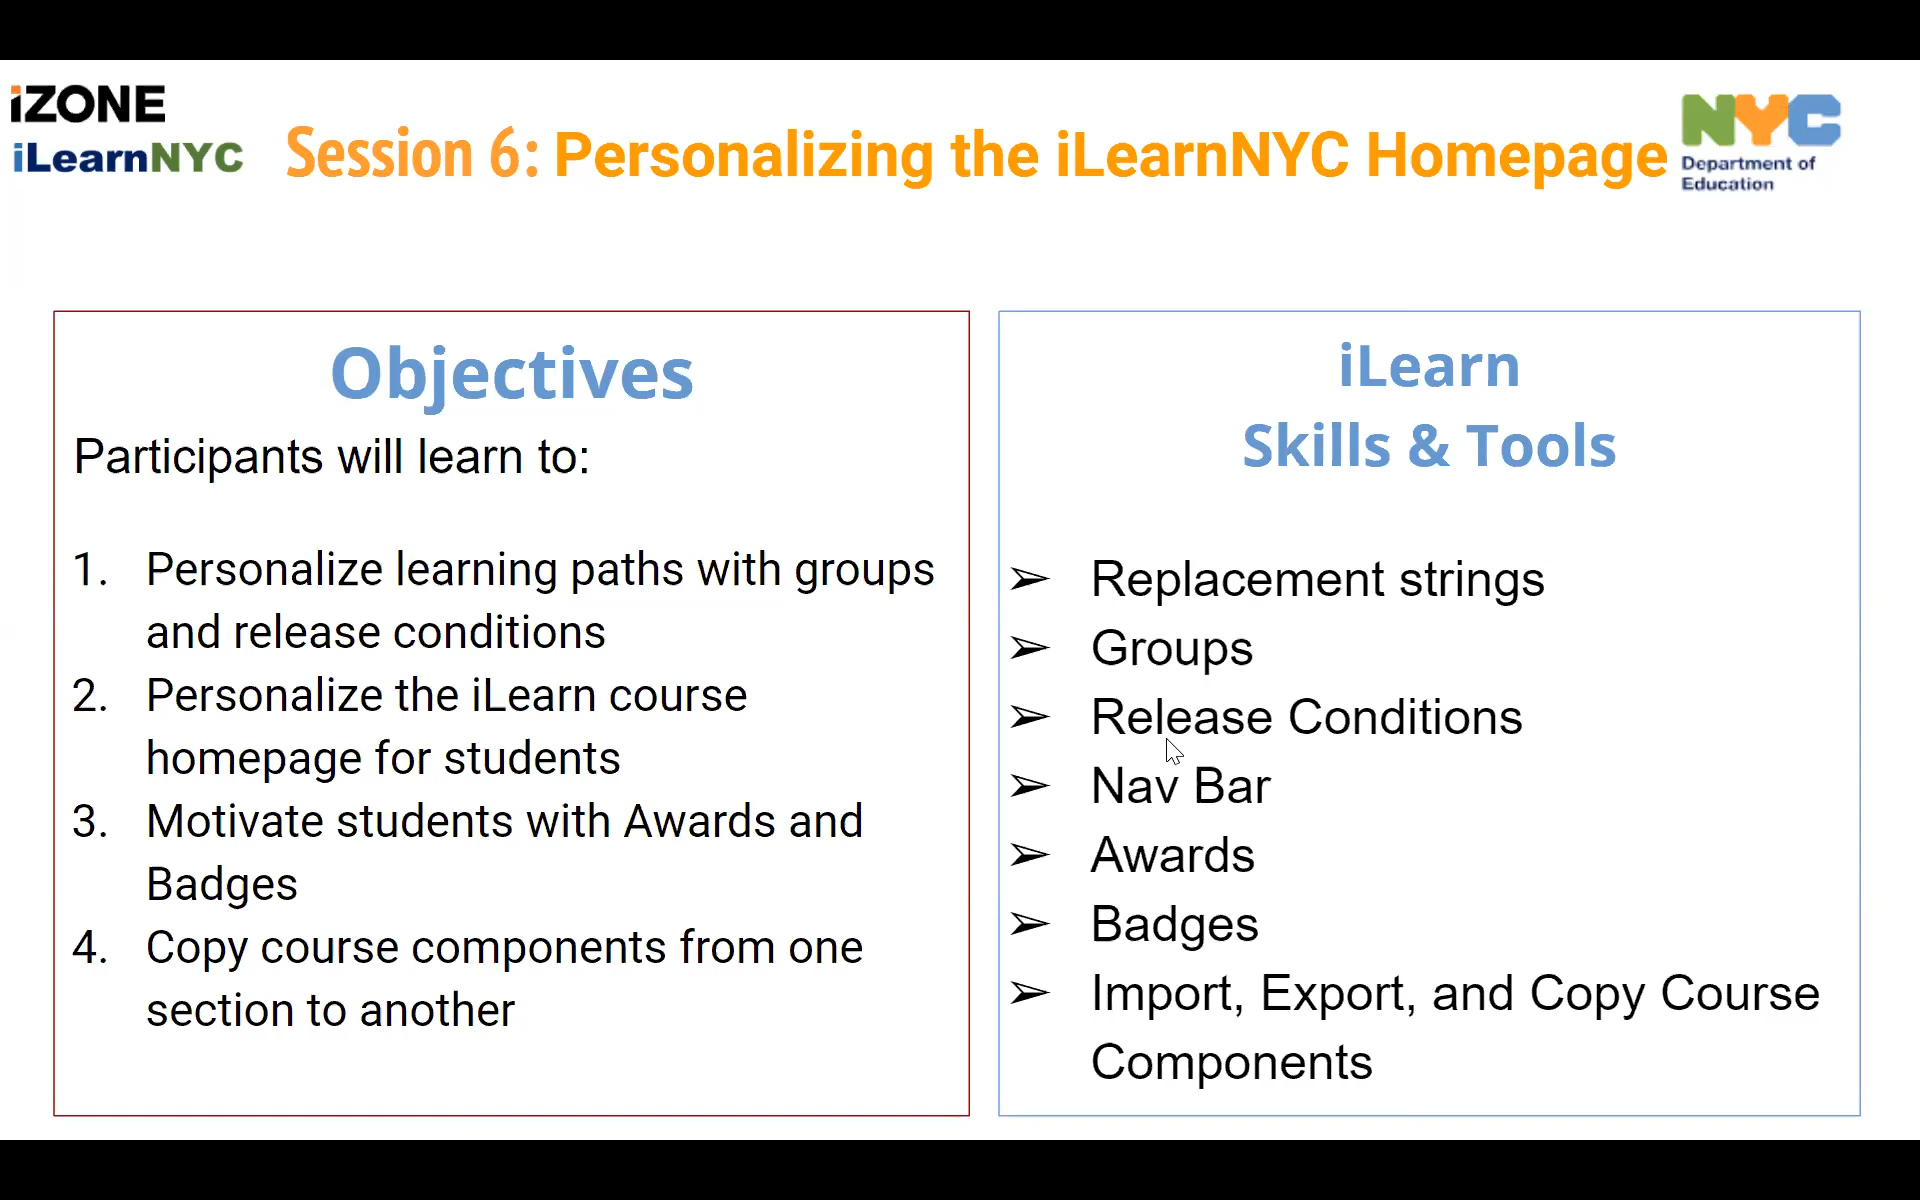 iZONE
iLearnNYC
Session 6: Personalizing the iLearnNYC Homepage
NYC
Department of
Education
Objectives
Participants will learn to:
1. Personalize learning paths with groups
and release conditions
2. Personalize the iLearn course
homepage for students
3. Motivate students with Awards and
Badges
4. Copy course components from one
section to another
iLearn
Skills & Tools
➢ Replacement strings
➢ Groups
➢ Release Conditions
➢ Nav Bar
➢ Awards
➢ Badges
➢ Import, Export, and Copy Course
Components